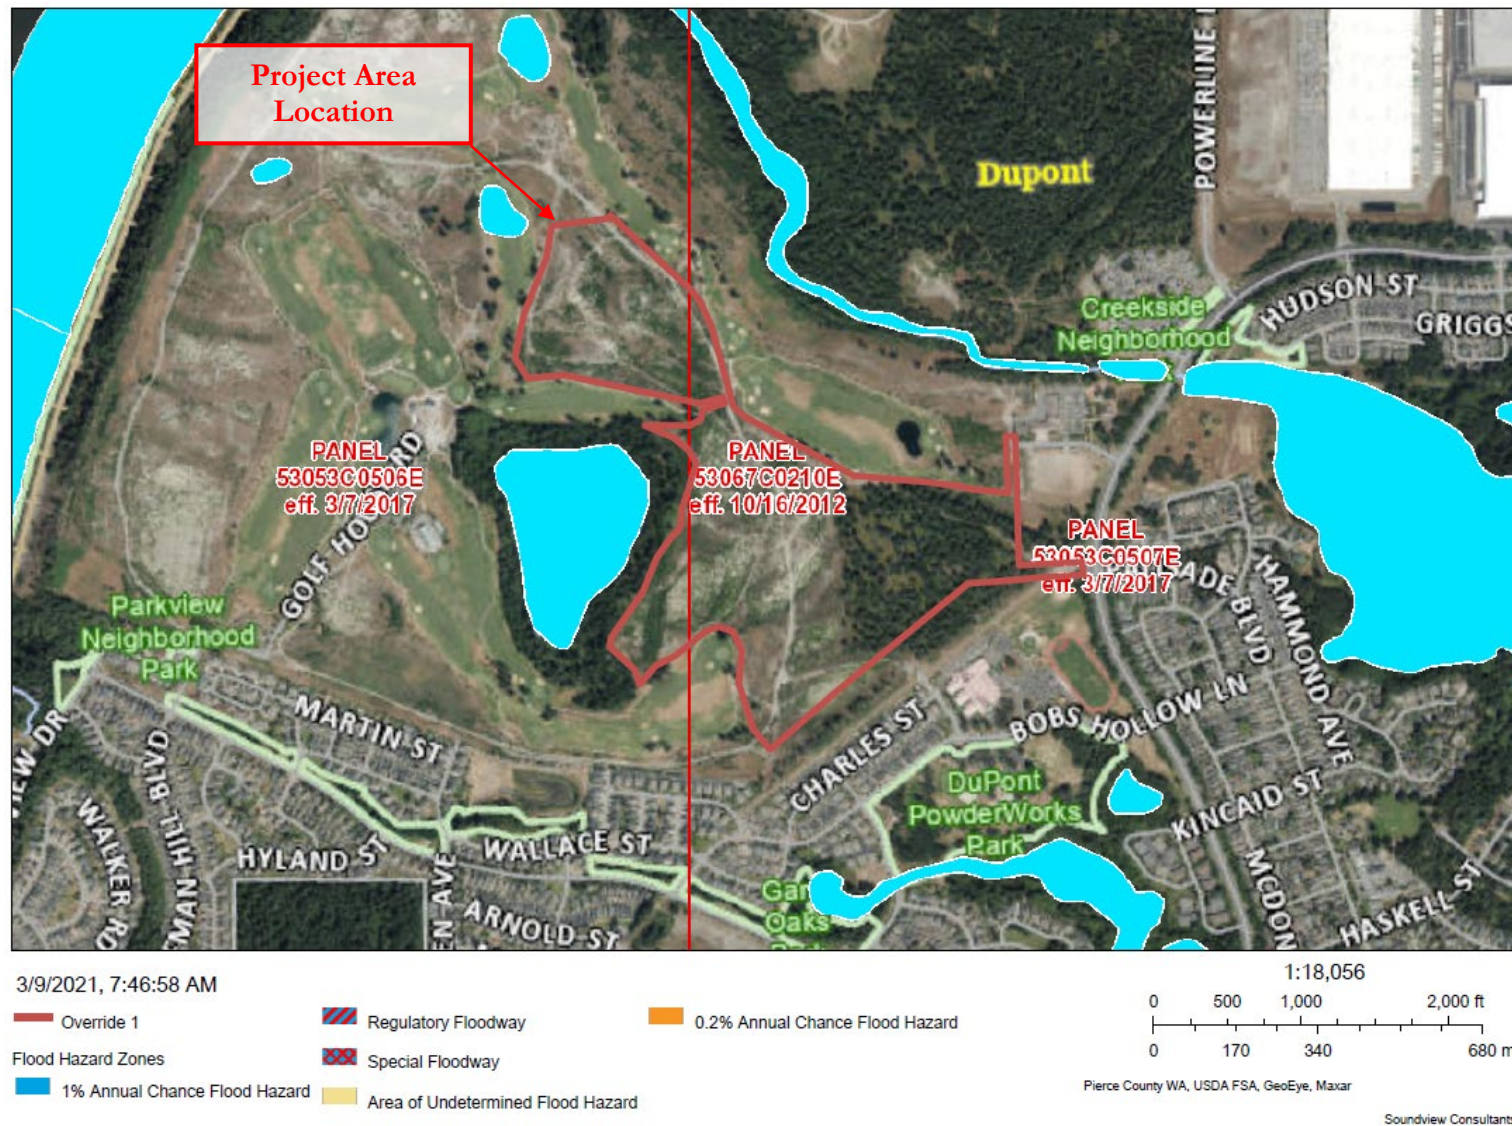 Project Area
Location
POWERLINE
Dupont
Creekside
Neighborhood
HUDSON ST
GRIGGS
PANEL
53053C0506E
eff. 3/7/2017
PANEL
53067C0210E
eff. 10/16/2012
PANEL
53053C0507E
eff. 3/7/2017
BLVD
HAMMOND AVE
Parkview
Neighborhood
Park
MARTIN ST
CHARLES ST
BOBS HOLLOW LN
DuPont
PowderWorks
Park
KINCAID ST
WALKER RD
HILL BLVD
HYLAND ST
WALLACE ST
ARNOLD ST
Oaks
HASKELL ST
3/9/2021, 7:46:58 AM
1:18,056
0 500 1,000 2,000 ft
0 170 340 680 m
Override 1
Flood Hazard Zones
1% Annual Chance Flood Hazard
Regulatory Floodway
Special Floodway
Area of Undetermined Flood Hazard
0.2% Annual Chance Flood Hazard
Pierce County WA, USDA FSA, GeoEye, Maxar
Soundview Consultants